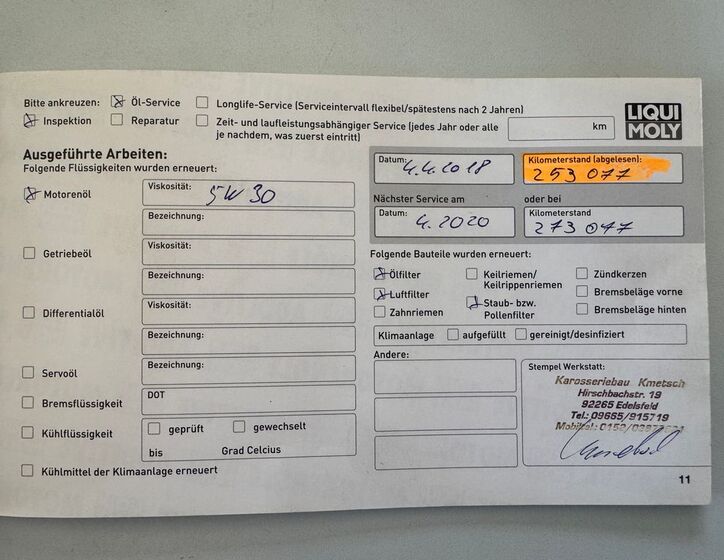 Bitte ankreuzen: Öl-Service Longlife-Service (Serviceintervall flexibel/spätestens nach 2 Jahren)
Inspektion Reparatur Zeit- und laufleistungsabhängiger Service (jedes Jahr oder alle
je nachdem, was zuerst eintritt) km
LIQUI
MOLY
Ausgeführte Arbeiten:
Folgende Flüssigkeiten wurden erneuert:
Motorenöl Viskosität: 5W30
Bezeichnung:
Getriebeöl Viskosität:
Bezeichnung:
Differentialöl Viskosität:
Bezeichnung:
Servoöl Bezeichnung:
Bremsflüssigkeit DOT
Kühlflüssigkeit geprüft gewechselt
bis Grad Celcius
Kühlmittel der Klimaanlage erneuert
Datum: 4.4.2018 Kilometerstand (abgelesen): 253 077
Nächster Service am oder bei
Datum: 4.2020 Kilometerstand 273 077
Folgende Bauteile wurden erneuert:
Ölfilter Keilriemen/ Zündkerzen
Keilrippenriemen
Luftfilter Staub- bzw. Bremsbeläge vorne
Zahnriemen Pollenfilter Bremsbeläge hinten
Klimaanlage aufgefüllt gereinigt/desinfiziert
Andere:
Stempel Werkstatt:
Karosseriebau Kmetsch
Hirschbachstr. 19
92265 Edelsfeld
Tel.: 09665/915719
11